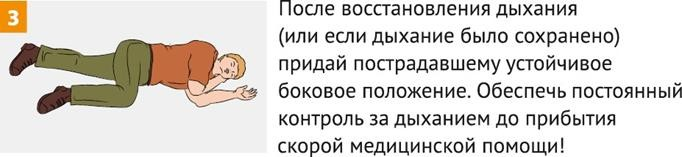 3
После восстановления дыхания
(или если дыхание было сохранено)
придай пострадавшему устойчивое
боковое положение. Обеспечь постоянный
контроль за дыханием до прибытия
скорой медицинской помощи!